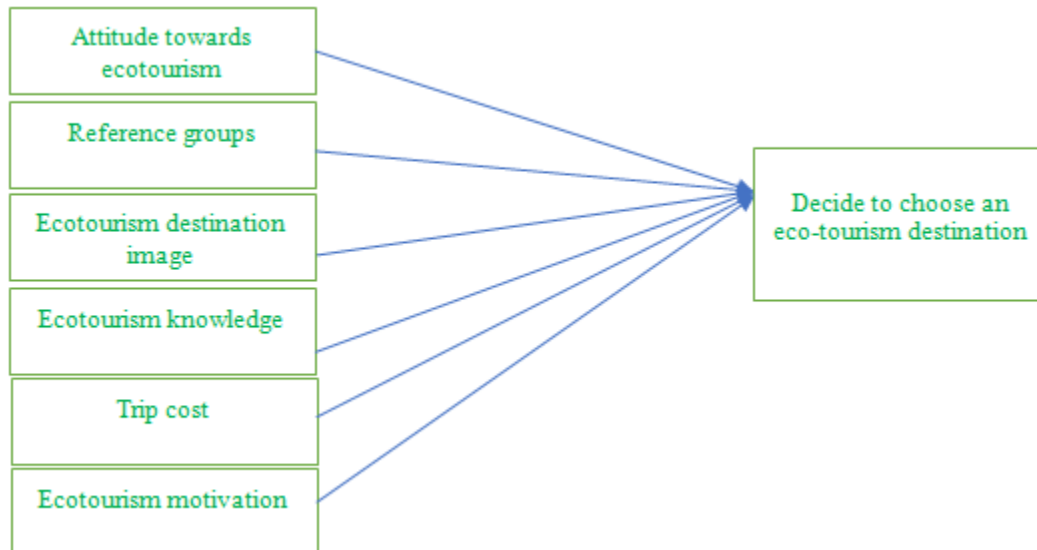 Attitude towards
ecotourism
Reference groups
Ecotourism destination
image
Ecotourism knowledge
Trip cost
Ecotourism motivation
Decide to choose an
eco-tourism destination